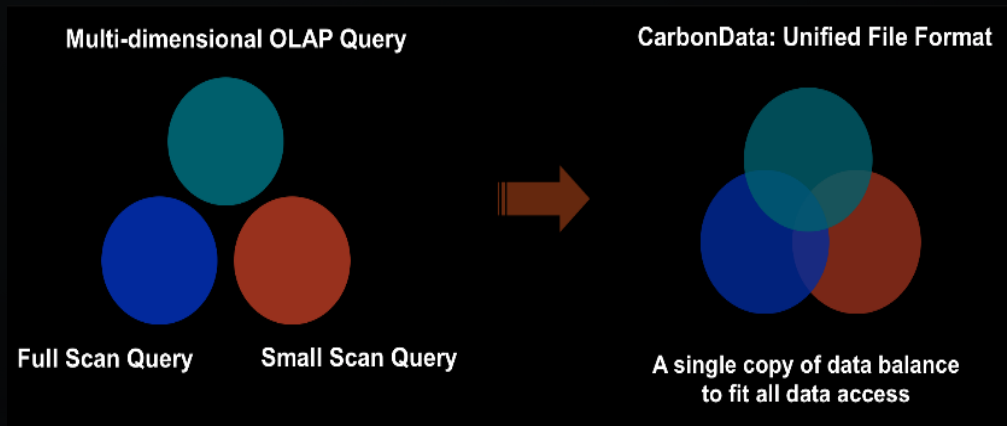 Multi-dimensional OLAP Query
CarbonData: Unified File Format
Full Scan Query
Small Scan Query
A single copy of data balance
to fit all data access